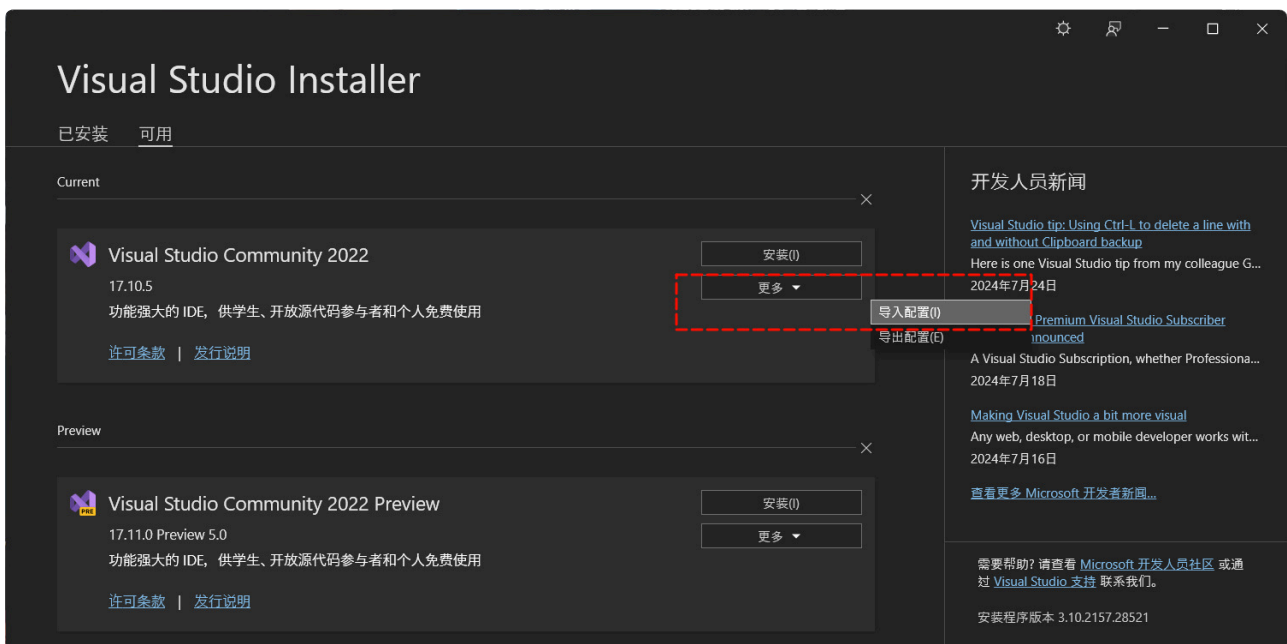 Visual Studio Installer
已安装 可用
Current
Visual Studio Community 2022
17.10.5
功能强大的 IDE，供学生、开放源代码参与者和个人免费使用
许可条款 | 发行说明
安装(I)
更多
导入配置(I)
导出配置(E)
Preview
Visual Studio Community 2022 Preview
PRE
17.11.0 Preview 5.0
功能强大的 IDE，供学生、开放源代码参与者和个人免费使用
许可条款 | 发行说明
安装(I)
更多
开发人员新闻
Visual Studio tip: Using Ctrl-L to delete a line with
and without Clipboard backup
Here is one Visual Studio tip from my colleague G...
2024年7月24日
Premium Visual Studio Subscriber
A Visual Studio Subscription, whether Professiona...
2024年7月18日
Making Visual Studio a bit more visual
Any web, desktop, or mobile developer works wit...
2024年7月16日
查看更多 Microsoft 开发者新闻...
需要帮助? 请查看 Microsoft 开发人员社区 或通
过 Visual Studio 支持 联系我们。
安装程序版本 3.10.2157.28521